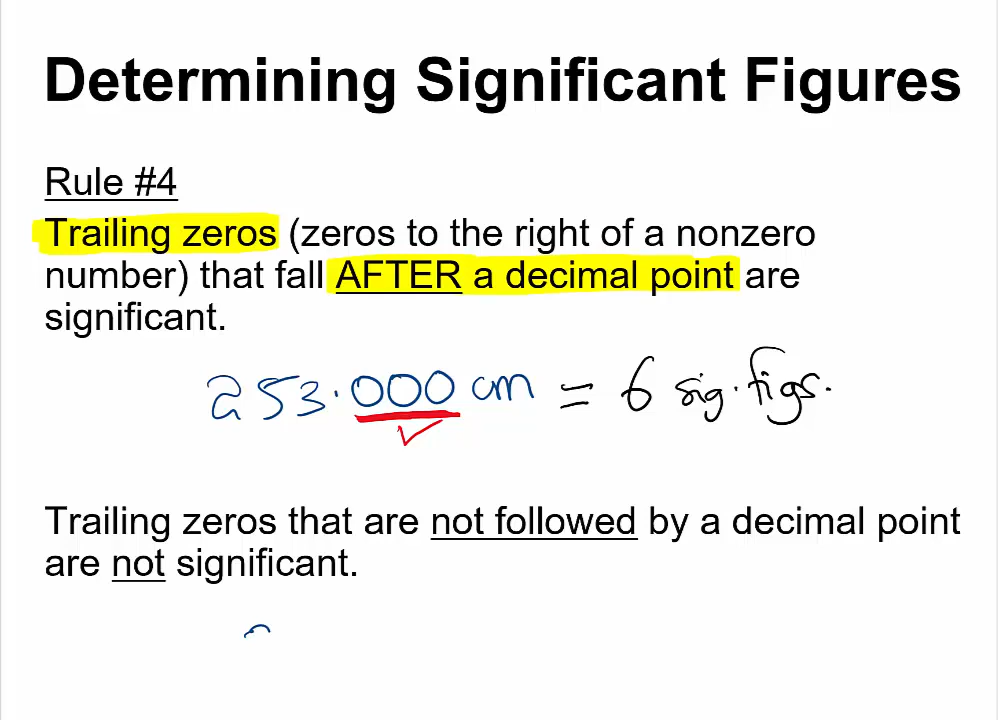 Determining Significant Figures
Rule #4
Trailing zeros (zeros to the right of a nonzero
number) that fall AFTER a decimal point are
significant.
253.000 cm = 6 sig. figs.
Trailing zeros that are not followed by a decimal point
are not significant.